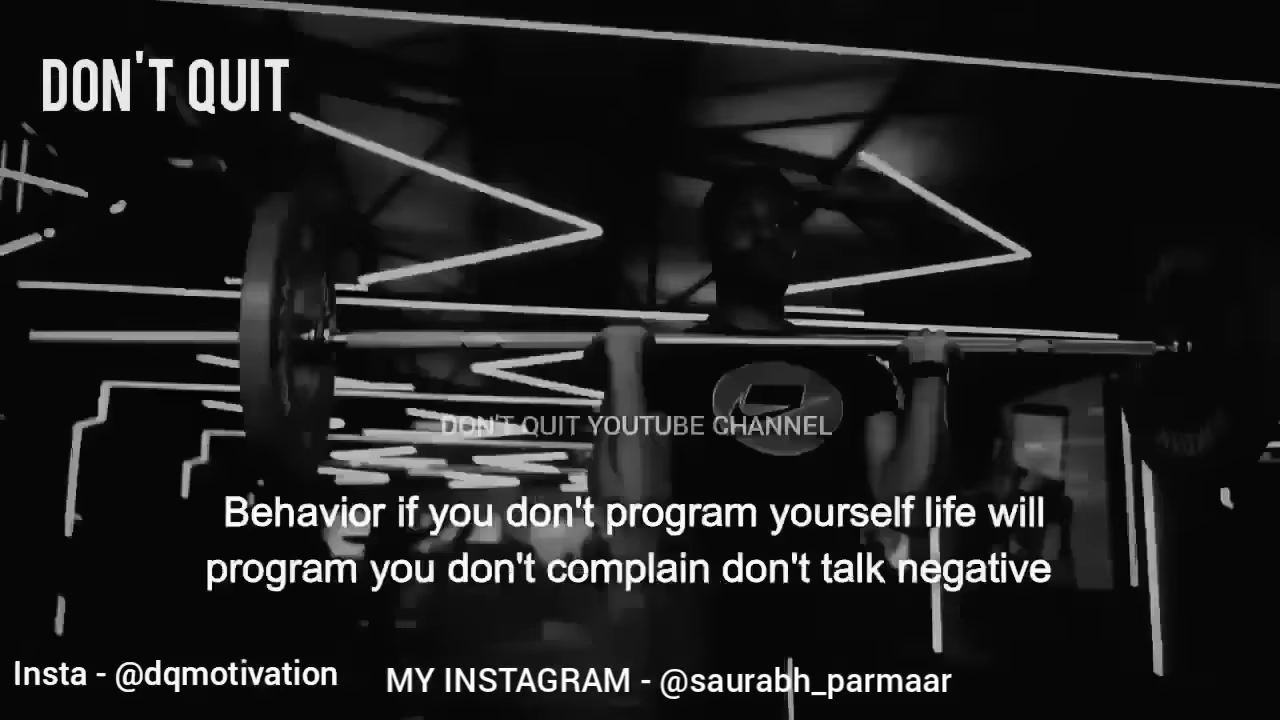 DON'T QUIT
DON'T QUIT YOUTUBE CHANNEL
Behavior if you don't program yourself life will
program you don't complain don't talk negative
Insta - @dqmotivation
MY INSTAGRAM - @saurabh_parmaar